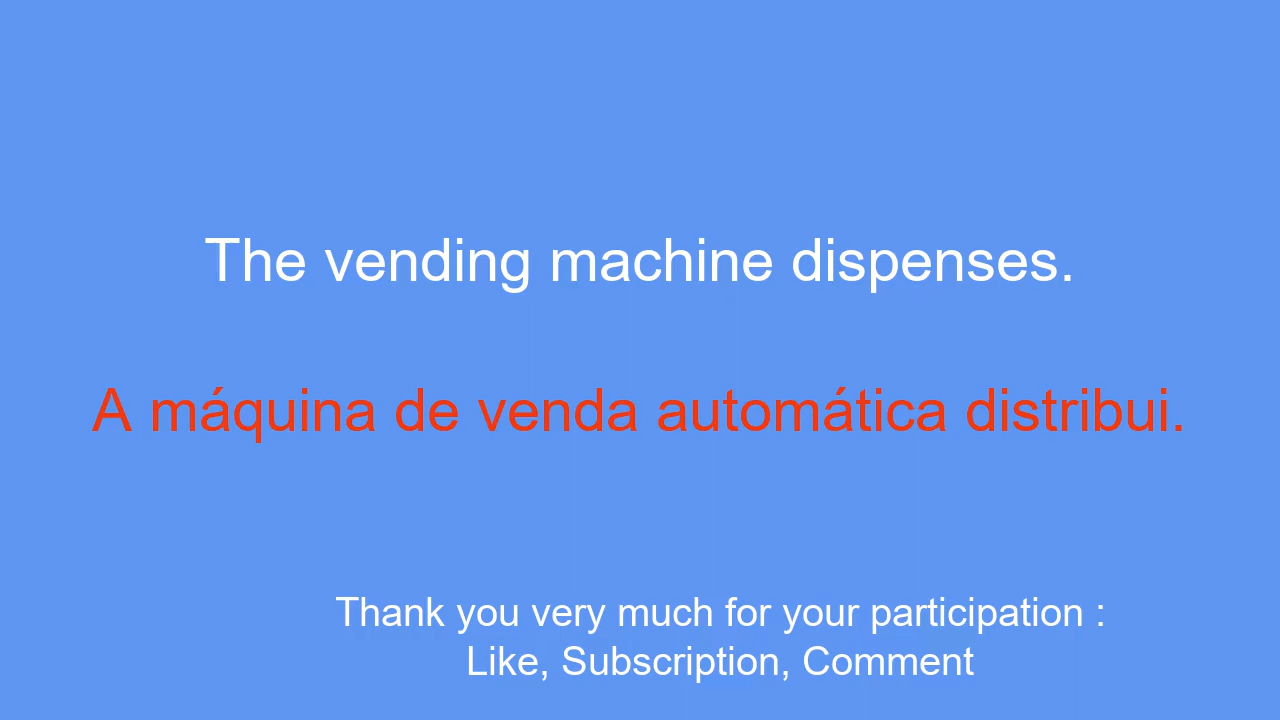 The vending machine dispenses.
A máquina de venda automática distribui.
Thank you very much for your participation :
Like, Subscription, Comment